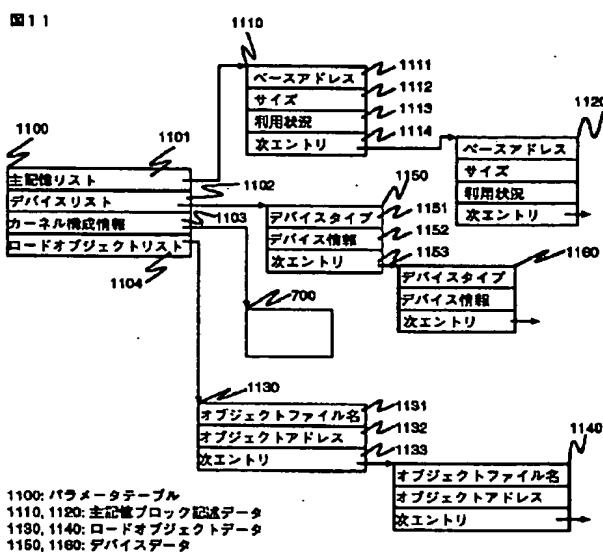 図11
1110
1111
ベースアドレス
1112
サイズ
1113
利用状況
1114
次エントリ
1120
ベースアドレス
サイズ
利用状況
次エントリ
1100
1101
主記憶リスト
1102
デバイスリスト
1103
カーネル構成情報
ロードオブジェクトリスト
1104
1150
デバイスタイプ
1151
デバイス情報
1152
次エントリ
1153
1160
デバイスタイプ
デバイス情報
次エントリ
700
1130
オブジェクトファイル名
1131
オブジェクトアドレス
1132
次エントリ
1133
1140
オブジェクトファイル名
オブジェクトアドレス
次エントリ
1100: パラメータテーブル
1110, 1120: 主記憶ブロック記述データ
1130, 1140: ロードオブジェクトデータ
1150, 1160: デバイスデータ